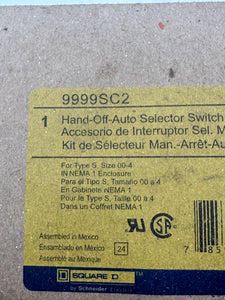 9999SC2
1 Hand-Off-Auto Selector Switch
Accesorio de Interruptor Sel. M
Kit de Sélecteur Man.-Arrêt-Au
For Type S, Size 00-4
IN NEMA 1 Enclosure
Para el Tipo S, Tamaño 00 a 4
En Gabinete NEMA 1
Pour le Type S, Taille 00 à 4
Dans un Coffret NEMA 1
Assembled in Mexico
Ensamblado en México
Assemblé au Mexique
24
7 85
SQUARE D
by Schneider Electric